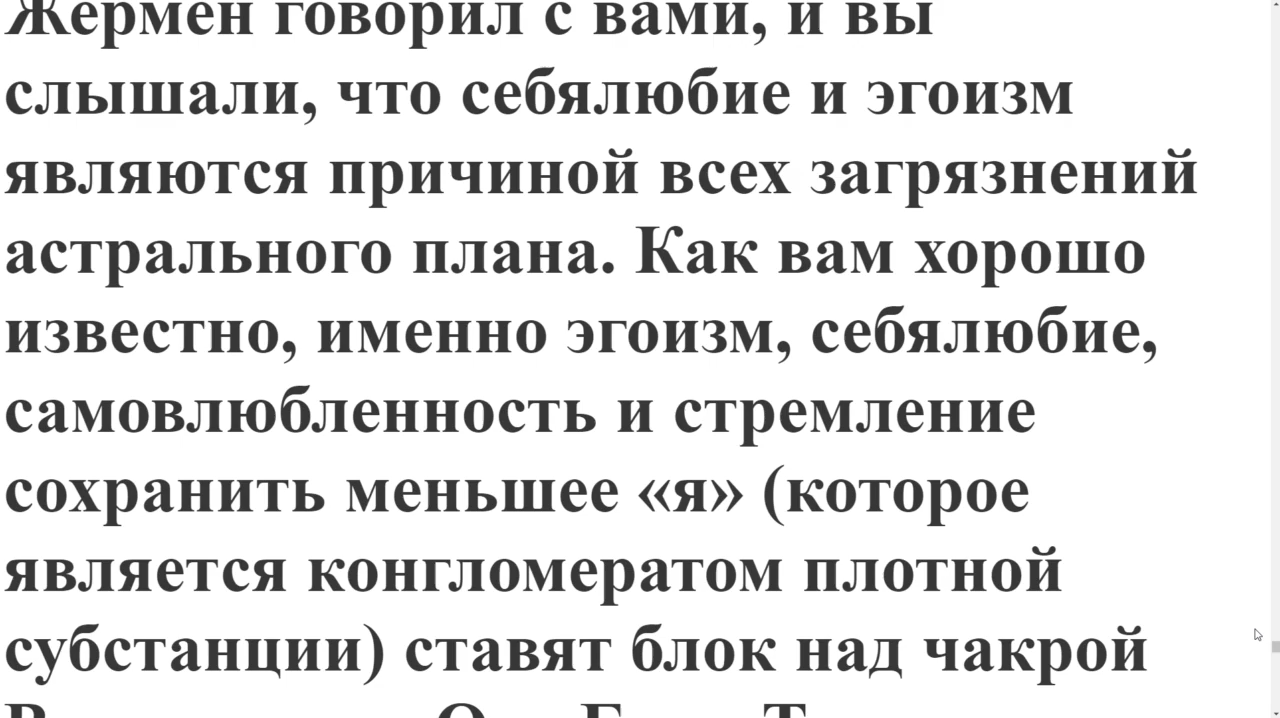 Жермен говорил с вами, и вы
слышали, что себялюбие и эгоизм
являются причиной всех загрязнений
астрального плана. Как вам хорошо
известно, именно эгоизм, себялюбие,
самовлюбленность и стремление
сохранить меньшее «я» (которое
является конгломератом плотной
субстанции) ставят блок над чакрой